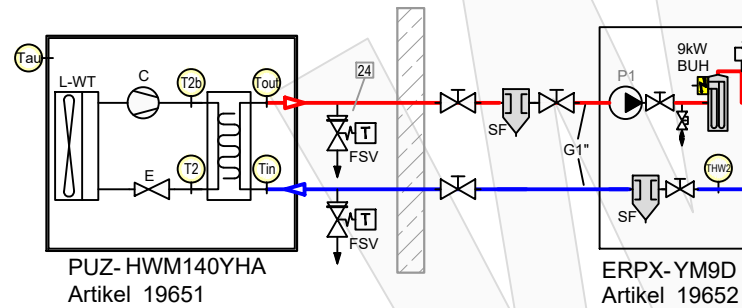 Tau
L-WT
C
T2b
Tout
24
9kW
BUH
P1
SF
FSV
T
G1"
E
T2
Tin
THW2
SF
T
FSV
PUZ- HWM140YHA
Artikel 19651
ERPX-YM9D
Artikel 19652